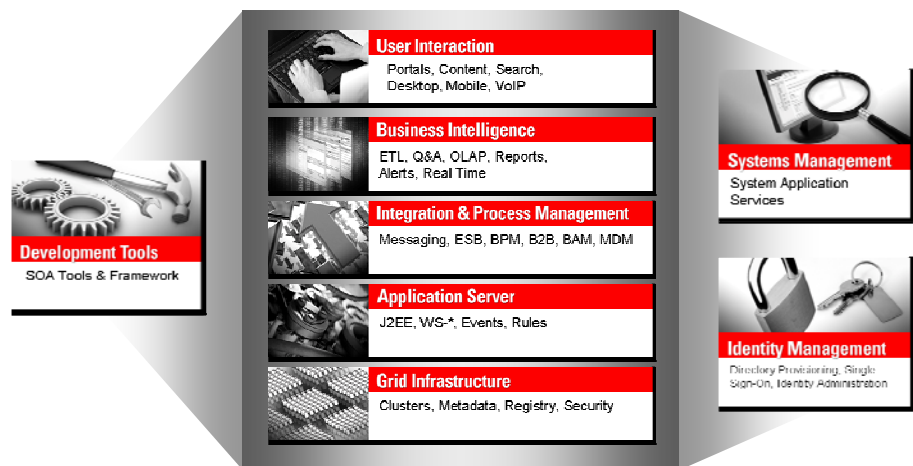 Development Tools
SOA Tools & Framework
User Interaction
Portals, Content, Search,
Desktop, Mobile, VoIP
Business Intelligence
ETL, Q&A, OLAP, Reports,
Alerts, Real Time
Integration & Process Management
Messaging, ESB, BPM, B2B, BAM, MDM
Application Server
J2EE, WS-*, Events, Rules
Grid Infrastructure
Clusters, Metadata, Registry, Security
Systems Management
System Application
Services
Identity Management
Directory Provisioning, Single
Sign-On, Identity Administration